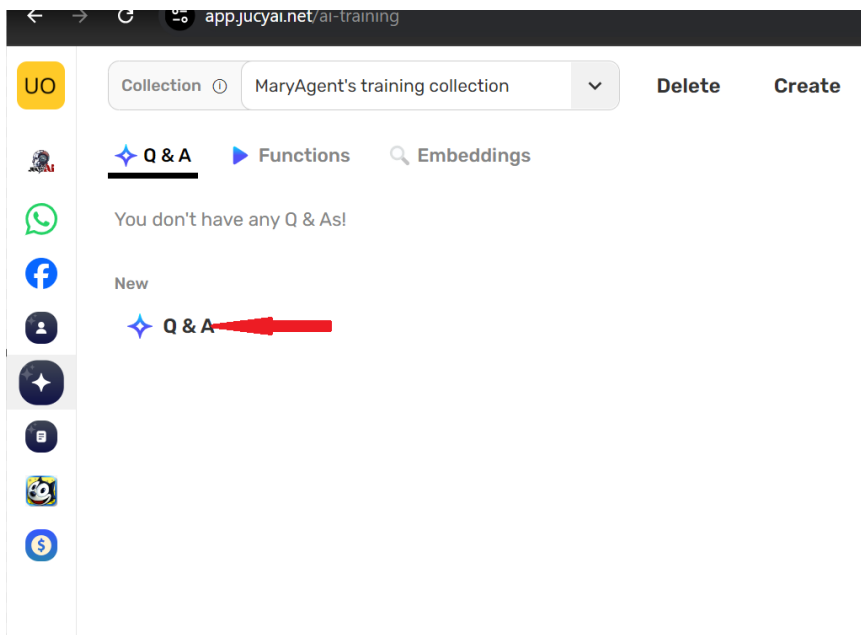 app.jucyai.net/ai-training
UO
Collection
MaryAgent's training collection
Delete
Create
Q & A
Functions
Embeddings
You don't have any Q & As!
New
Q & A